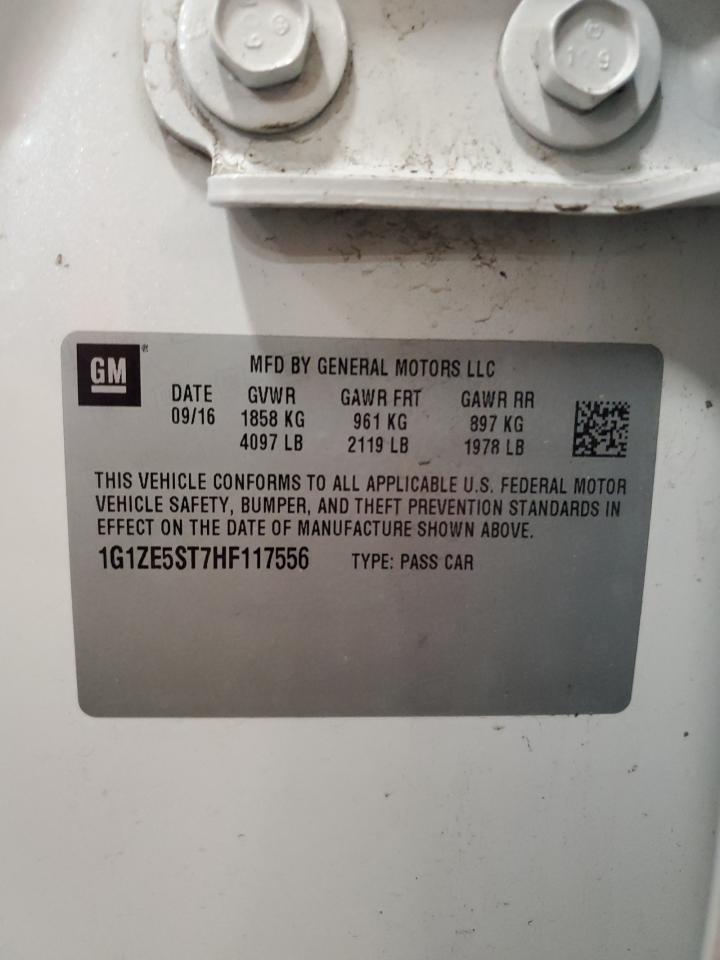 GM
MFD BY GENERAL MOTORS LLC
DATE GVWR GAWR FRT GAWR RR
09/16 1858 KG 961 KG 897 KG
4097 LB 2119 LB 1978 LB
THIS VEHICLE CONFORMS TO ALL APPLICABLE U.S. FEDERAL MOTOR
VEHICLE SAFETY, BUMPER, AND THEFT PREVENTION STANDARDS IN
EFFECT ON THE DATE OF MANUFACTURE SHOWN ABOVE.
1G1ZE5ST7HF117556 TYPE: PASS CAR